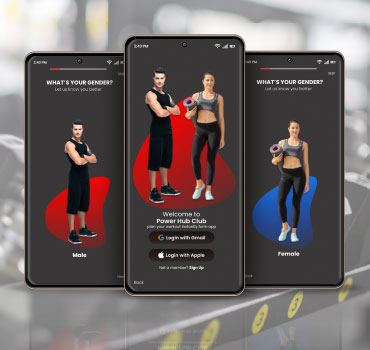 2:40 PM
WHAT'S YOUR GENDER?
Let us know you better
Male
Back
2:40 PM
Welcome to
Power Hub Club
plan your workout instantly form app
Login with Gmail
Login with Apple
Not a member? Sign Up
Back
2:40 PM
WHAT'S YOUR GENDER?
Let us know you better
Female